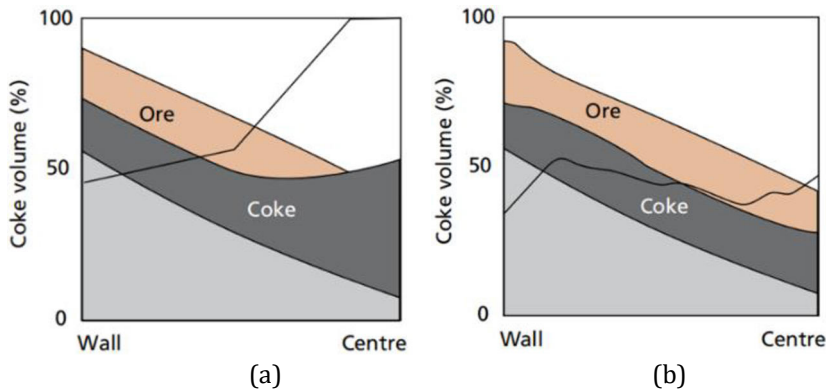 100
50
0
Coke volume (%)
Ore
Coke
Wall
Centre
(a)
100
50
0
Coke volume (%)
Ore
Coke
Wall
Centre
(b)